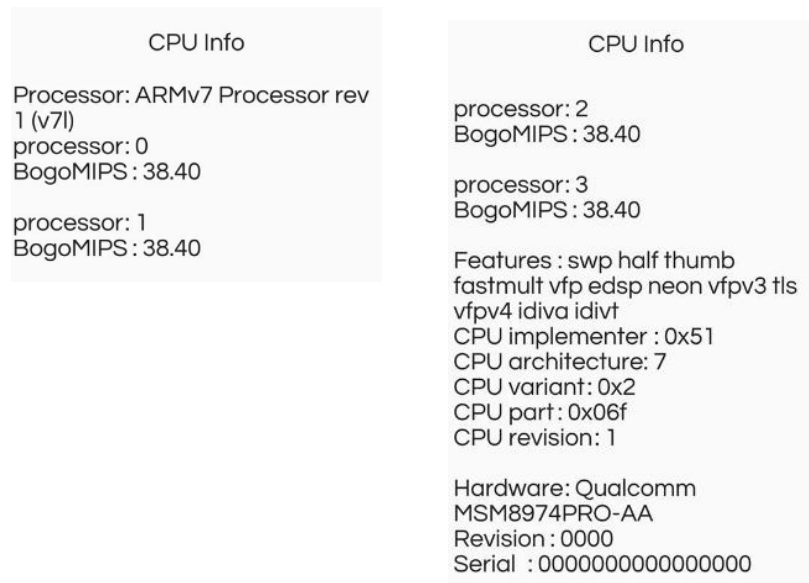 CPU Info
Processor: ARMv7 Processor rev
1 (v7l)
processor: 0
BogoMIPS : 38.40
processor: 1
BogoMIPS : 38.40
CPU Info
processor: 2
BogoMIPS : 38.40
processor: 3
BogoMIPS : 38.40
Features : swp half thumb
fastmult vfp edsp neon vfpv3 tls
vfpv4 idiva idivt
CPU implementer : 0x51
CPU architecture: 7
CPU variant: 0x2
CPU part: 0x06f
CPU revision: 1
Hardware: Qualcomm
MSM8974PRO-AA
Revision : 0000
Serial : 0000000000000000